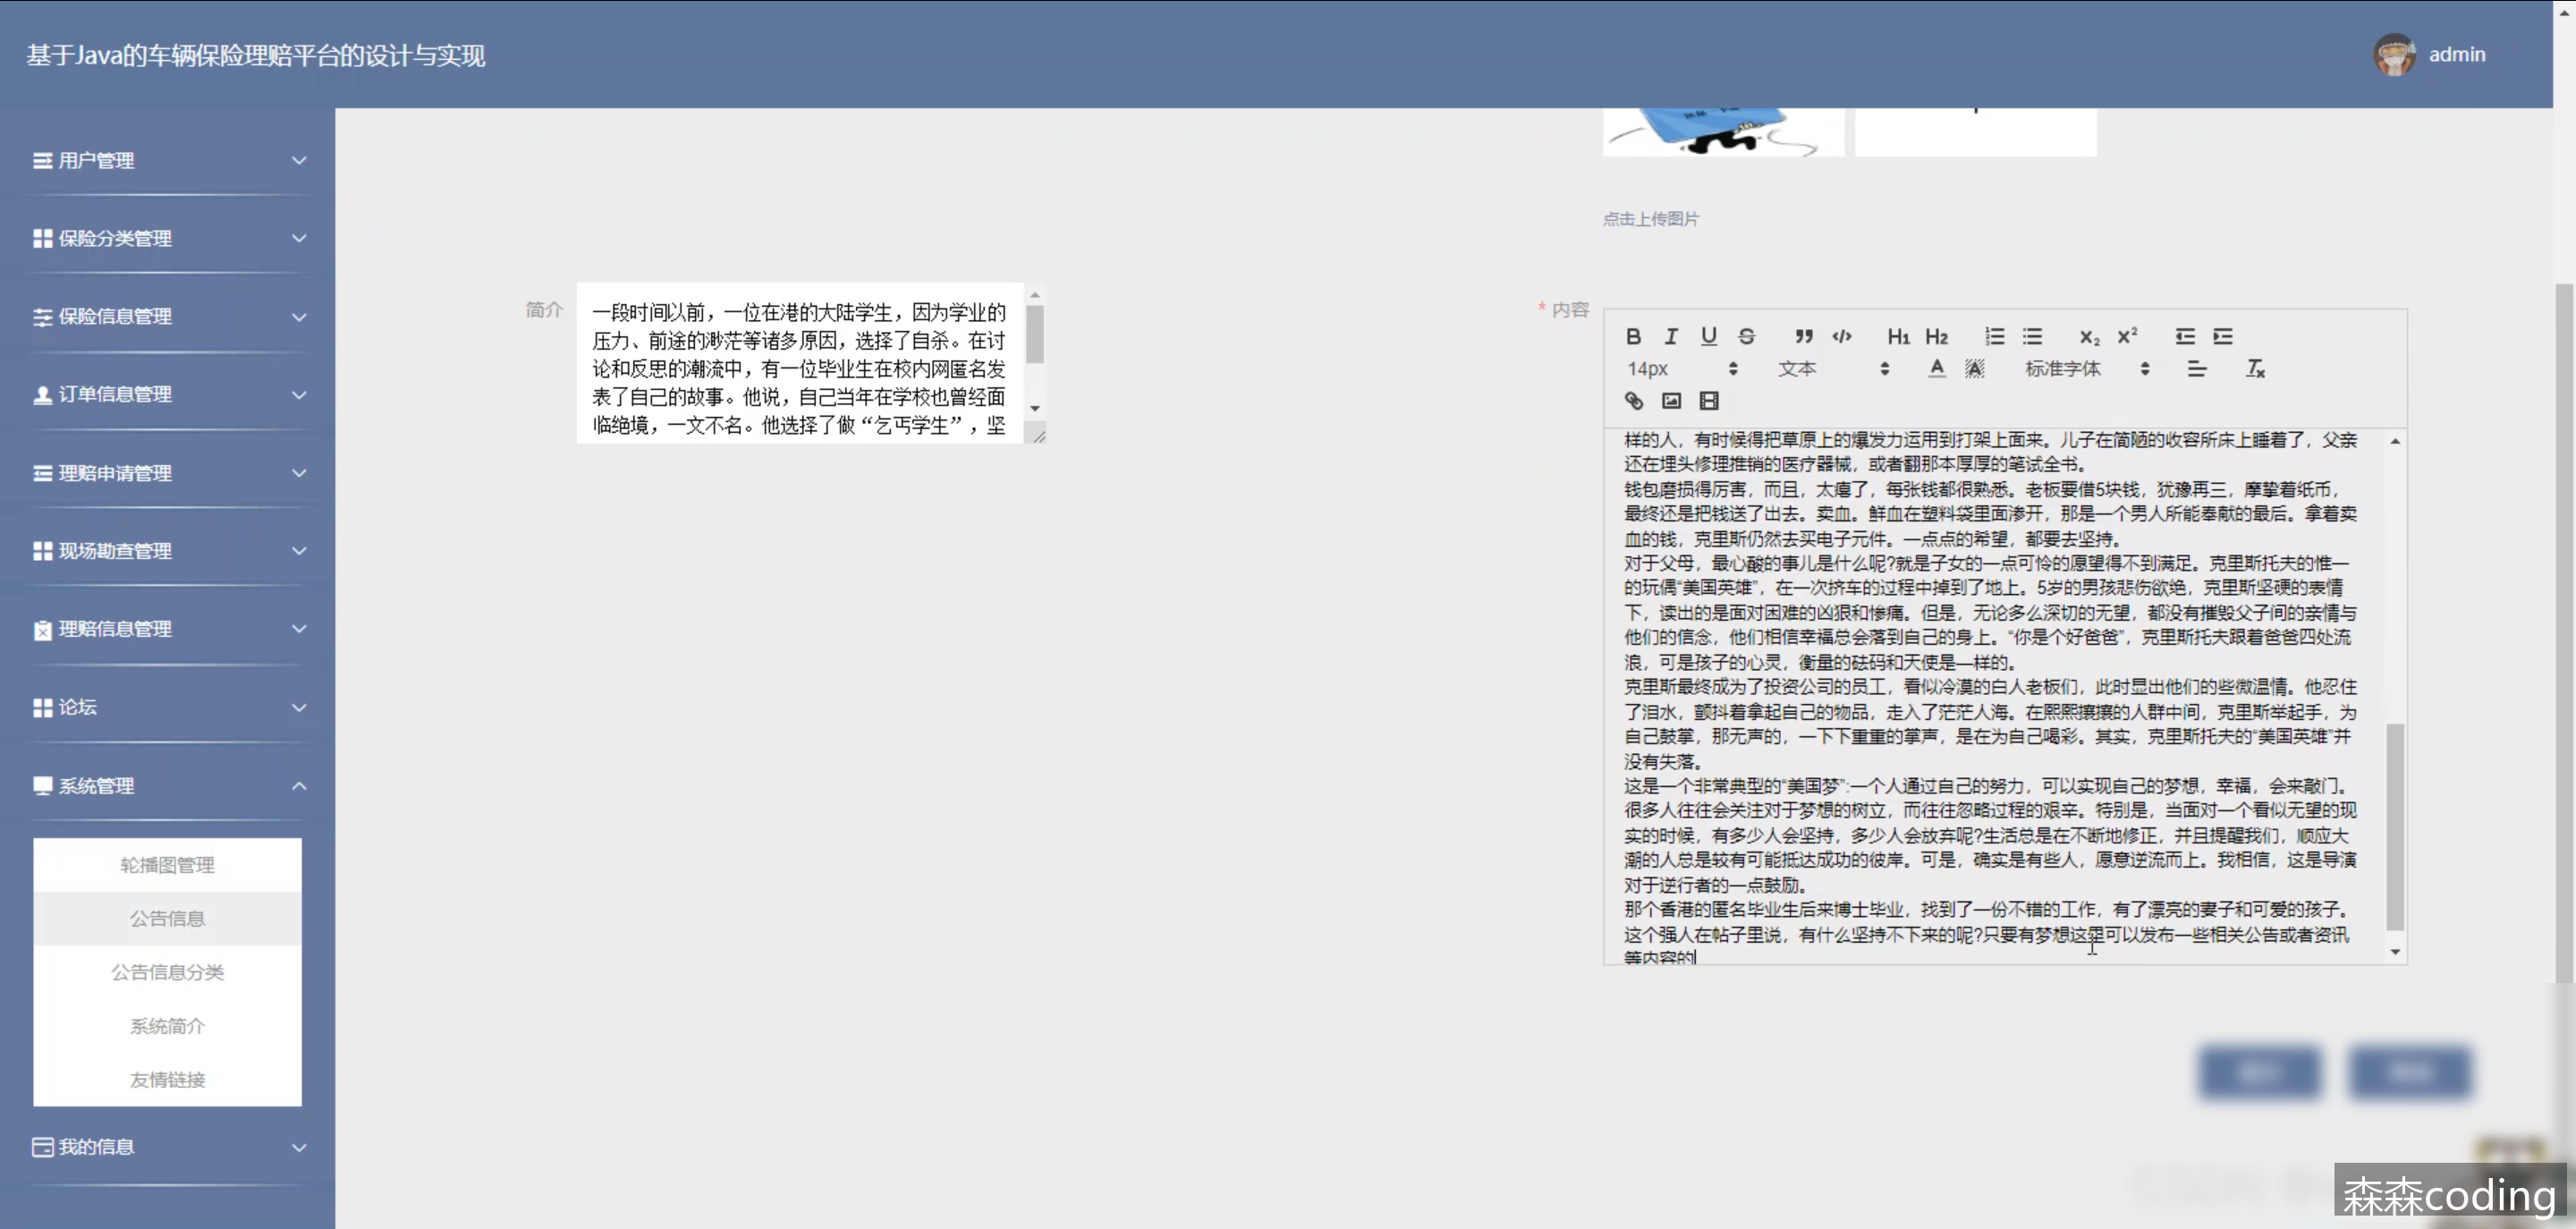 基于Java的车辆保险理赔平台的设计与实现
admin
用户管理
保险分类管理
保险信息管理
订单信息管理
理赔申请管理
现场勘查管理
理赔信息管理
论坛
系统管理
轮播图管理
公告信息
公告信息分类
系统简介
友情链接
我的信息
点击上传图片
简介
一段时间以前，一位在港的大陆学生，因为学业的
压力、前途的渺茫等诸多原因，选择了自杀。在讨
论和反思的潮流中，有一位毕业生在校内网匿名发
表了自己的故事。他说，自己当年在学校也曾经面
临绝境，一文不名。他选择了做“乞丐学生”，坚
* 内容
B I U S H1 H2 X2 X2
14px 文本 A A 标准字体
样的人，有时候得把草原上的爆发力运用到打架上面来。儿子在简陋的收容所床上睡着了，父亲
还在埋头修理推销的医疗器械，或者翻那本厚厚的笔试全书。
钱包磨损得厉害，而且，太瘪了，每张钱都很熟悉。老板要借5块钱，犹豫再三，摩挚着纸币，
最终还是把钱送了出去。卖血。鲜血在塑料袋里面渗开，那是一个男人所能奉献的最后。拿着卖
血的钱，克里斯仍然去买电子元件。一点点的希望，都要去坚持。
对于父母，最心酸的事儿是什么呢?就是子女的一点可怜的愿望得不到满足。克里斯托夫的惟一
的玩偶“美国英雄”，在一次挤车的过程中掉到了地上。5岁的男孩悲伤欲绝，克里斯坚硬的表情
下，读出的是面对困难的凶狠和惨痛。但是，无论多么深切的无望，都没有摧毁父子间的亲情与
他们的信念，他们相信幸福总会落到自己的身上。“你是个好爸爸”，克里斯托夫跟着爸爸四处流
浪，可是孩子的心灵，衡量的砝码和天使是一样的。
克里斯最终成为了投资公司的员工，看似冷漠的白人老板们，此时显出他们的些微温情。他忍住
了泪水，颤抖着拿起自己的物品，走入了茫茫人海。在熙熙攘攘的人群中间，克里斯举起手，为
自己鼓掌，那无声的，一下下重重的掌声，是在为自己喝彩。其实，克里斯托夫的“美国英雄”并
没有失落。
这是一个非常典型的“美国梦”:一个人通过自己的努力，可以实现自己的梦想，幸福，会来敲门。
很多人往往会关注对于梦想的树立，而往往忽略过程的艰辛。特别是，当面对一个看似无望的现
实的时候，有多少人会坚持，多少人会放弃呢?生活总是在不断地修正，并且提醒我们，顺应大
潮的人总是较有可能抵达成功的彼岸。可是，确实是有些人，愿意逆流而上。我相信，这是导演
对于逆行者的一点鼓励。
那个香港的匿名毕业生后来博士毕业，找到了一份不错的工作，有了漂亮的妻子和可爱的孩子。
这个强人在帖子里说，有什么坚持不下来的呢?只要有梦想这里可以发布一些相关公告或者资讯
等内容的
森森coding